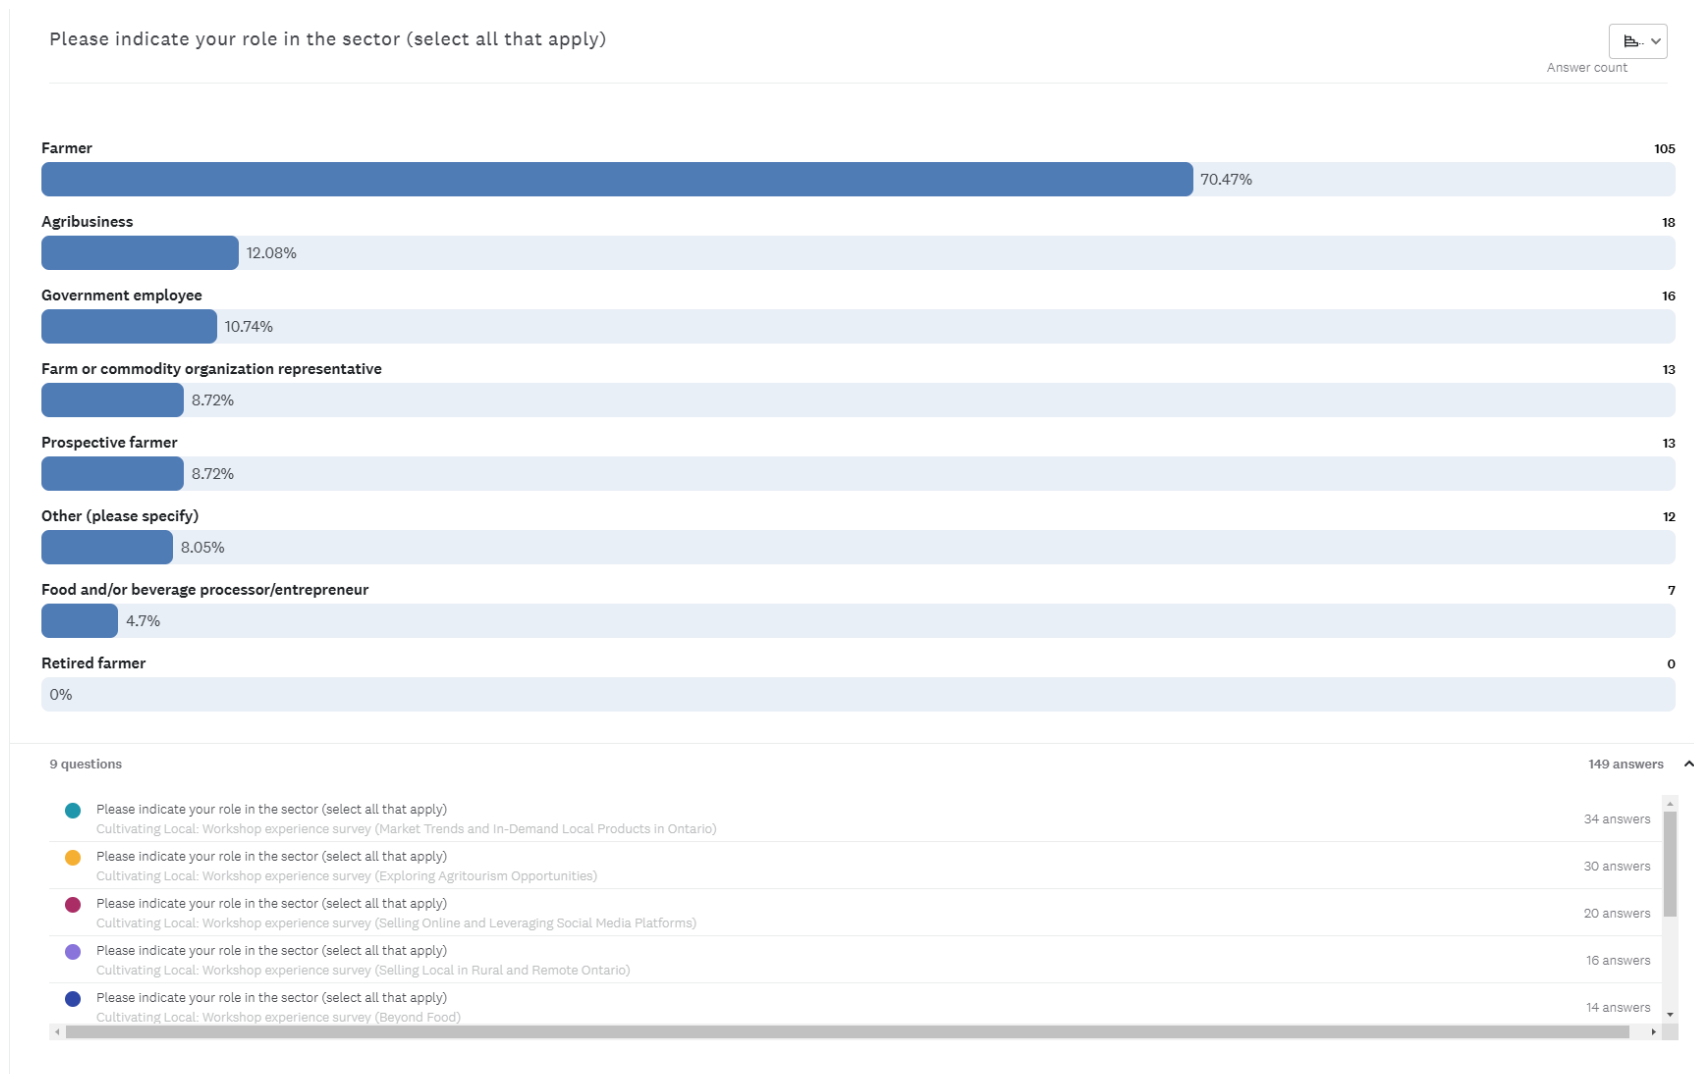 Please indicate your role in the sector (select all that apply)
Answer count
Farmer 105
70.47%
Agribusiness 18
12.08%
Government employee 16
10.74%
Farm or commodity organization representative 13
8.72%
Prospective farmer 13
8.72%
Other (please specify) 12
8.05%
Food and/or beverage processor/entrepreneur 7
4.7%
Retired farmer 0
0%
9 questions 149 answers
Please indicate your role in the sector (select all that apply)
Cultivating Local: Workshop experience survey (Market Trends and In-Demand Local Products in Ontario)
34 answers
Please indicate your role in the sector (select all that apply)
Cultivating Local: Workshop experience survey (Exploring Agritourism Opportunities)
30 answers
Please indicate your role in the sector (select all that apply)
Cultivating Local: Workshop experience survey (Selling Online and Leveraging Social Media Platforms)
20 answers
Please indicate your role in the sector (select all that apply)
Cultivating Local: Workshop experience survey (Selling Local in Rural and Remote Ontario)
16 answers
Please indicate your role in the sector (select all that apply)
Cultivating Local: Workshop experience survey (Beyond Food)
14 answers